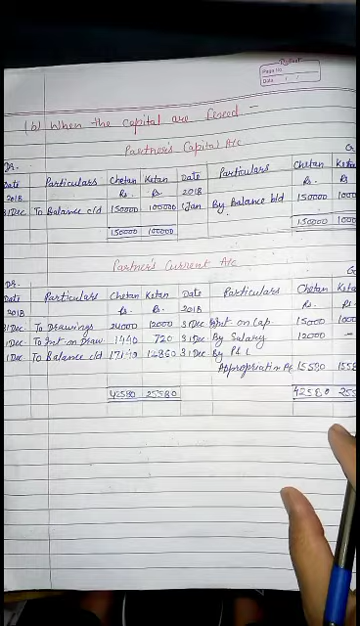 Page No.
Date
(b) When the capital are fixed -
Partner's Capital A/c
Dr.
Date Particulars Chetan Ketan Date Particulars Chetan
2018 Rs. Rs. 2018 Rs.
31 Dec To Balance c/d 150000 100000 1 Jan By Balance b/d 150000
150000 100000 150000
Partner's Current A/c
Dr.
Date Particulars Chetan Ketan Date Particulars Chetan
2018 Rs. Rs. 2018 Rs.
31 Dec To Drawings 24000 12000 31 Dec By Int on Cap. 15000
31 Dec To Int on Draw 1440 720 31 Dec By Salary 12000 -
31 Dec To Balance c/d 17140 12860 31 Dec By P& L
Appropriation A/c 15580
42580 25580 42580